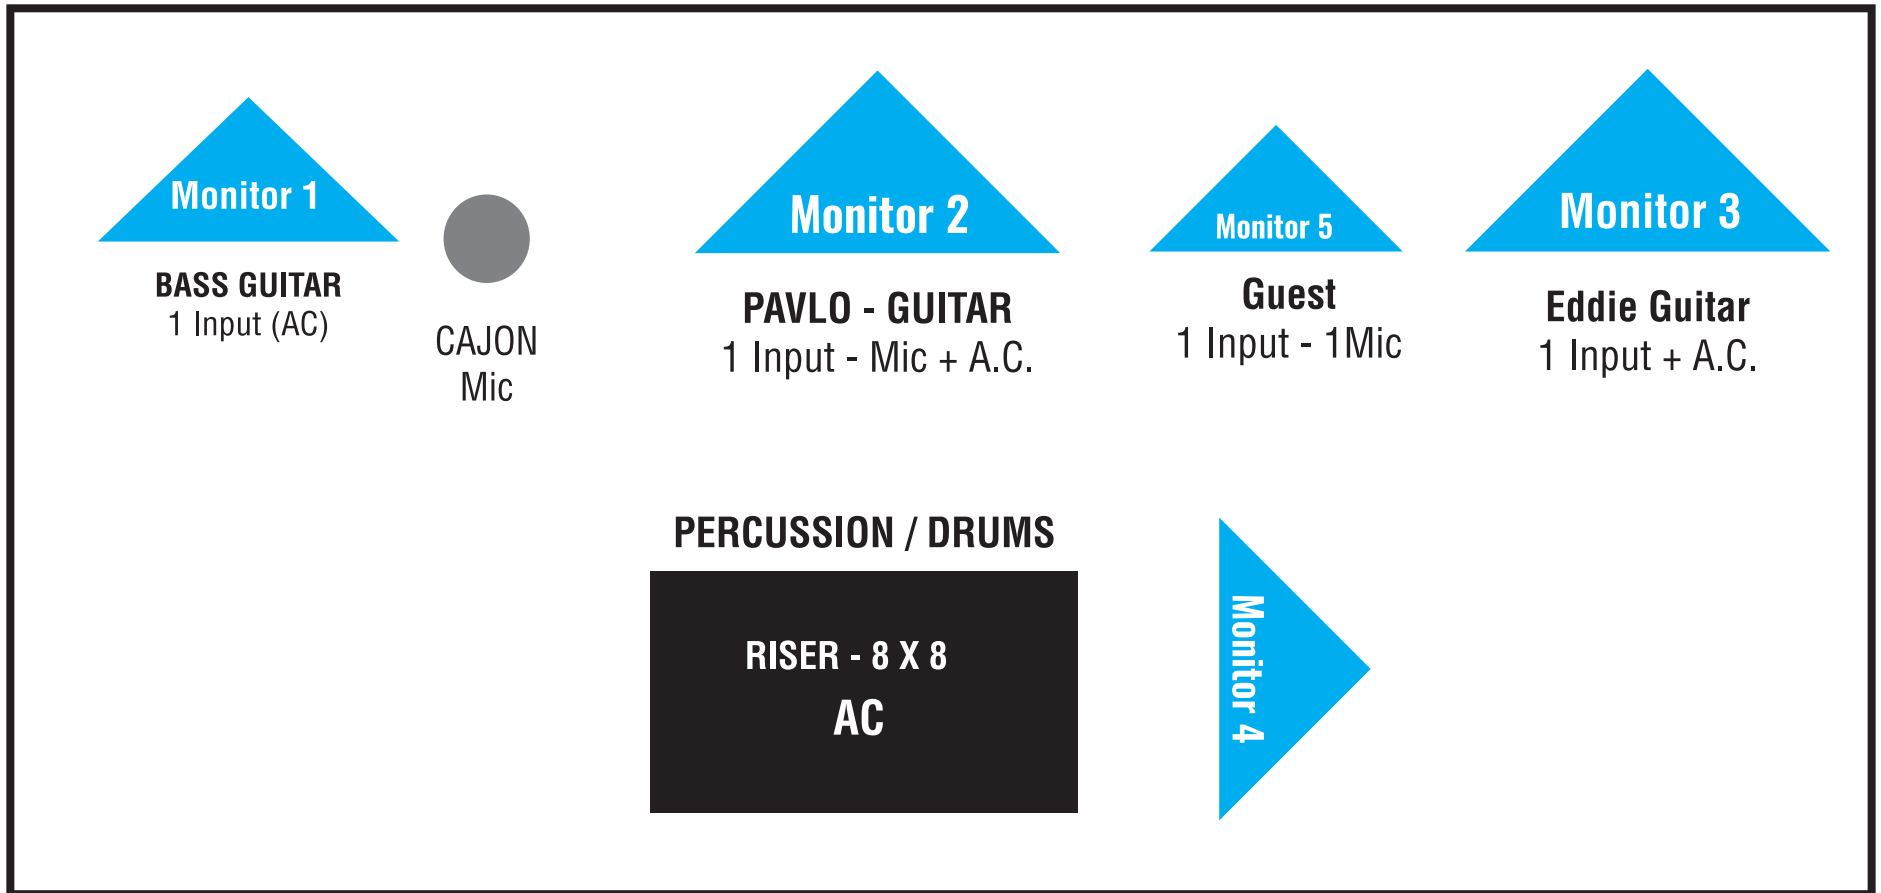 Monitor 1
BASS GUITAR
1 Input (AC)
CAJON
Mic
Monitor 2
PAVLO - GUITAR
1 Input - Mic + A.C.
Monitor 5
Guest
1 Input - 1Mic
Monitor 3
Eddie Guitar
1 Input + A.C.
PERCUSSION / DRUMS
RISER - 8 X 8
AC
Monitor 4